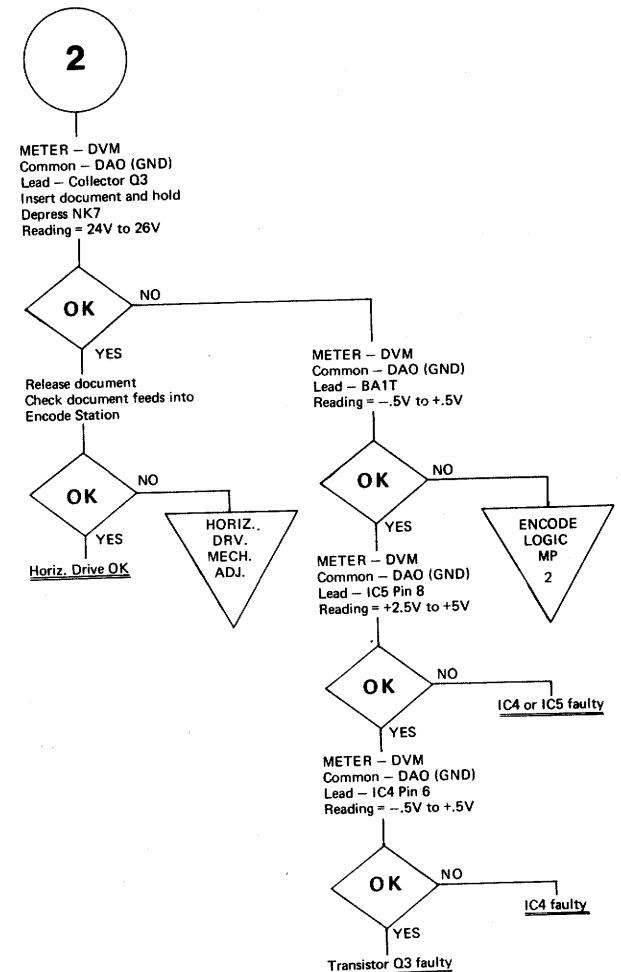 2
METER – DVM
Common – DAO (GND)
Lead – Collector Q3
Insert document and hold
Depress NK7
Reading = 24V to 26V
OK
NO
YES
Release document
Check document feeds into
Encode Station
OK
NO
YES
Horiz. Drive OK
HORIZ.
DRV.
MECH.
ADJ.
METER – DVM
Common – DAO (GND)
Lead – BA1T
Reading = –.5V to +.5V
OK
NO
YES
ENCODE
LOGIC
MP
2
METER – DVM
Common – DAO (GND)
Lead – IC5 Pin 8
Reading = +2.5V to +5V
OK
NO
YES
IC4 or IC5 faulty
METER – DVM
Common – DAO (GND)
Lead – IC4 Pin 6
Reading = –.5V to +.5V
OK
NO
YES
IC4 faulty
Transistor Q3 faulty